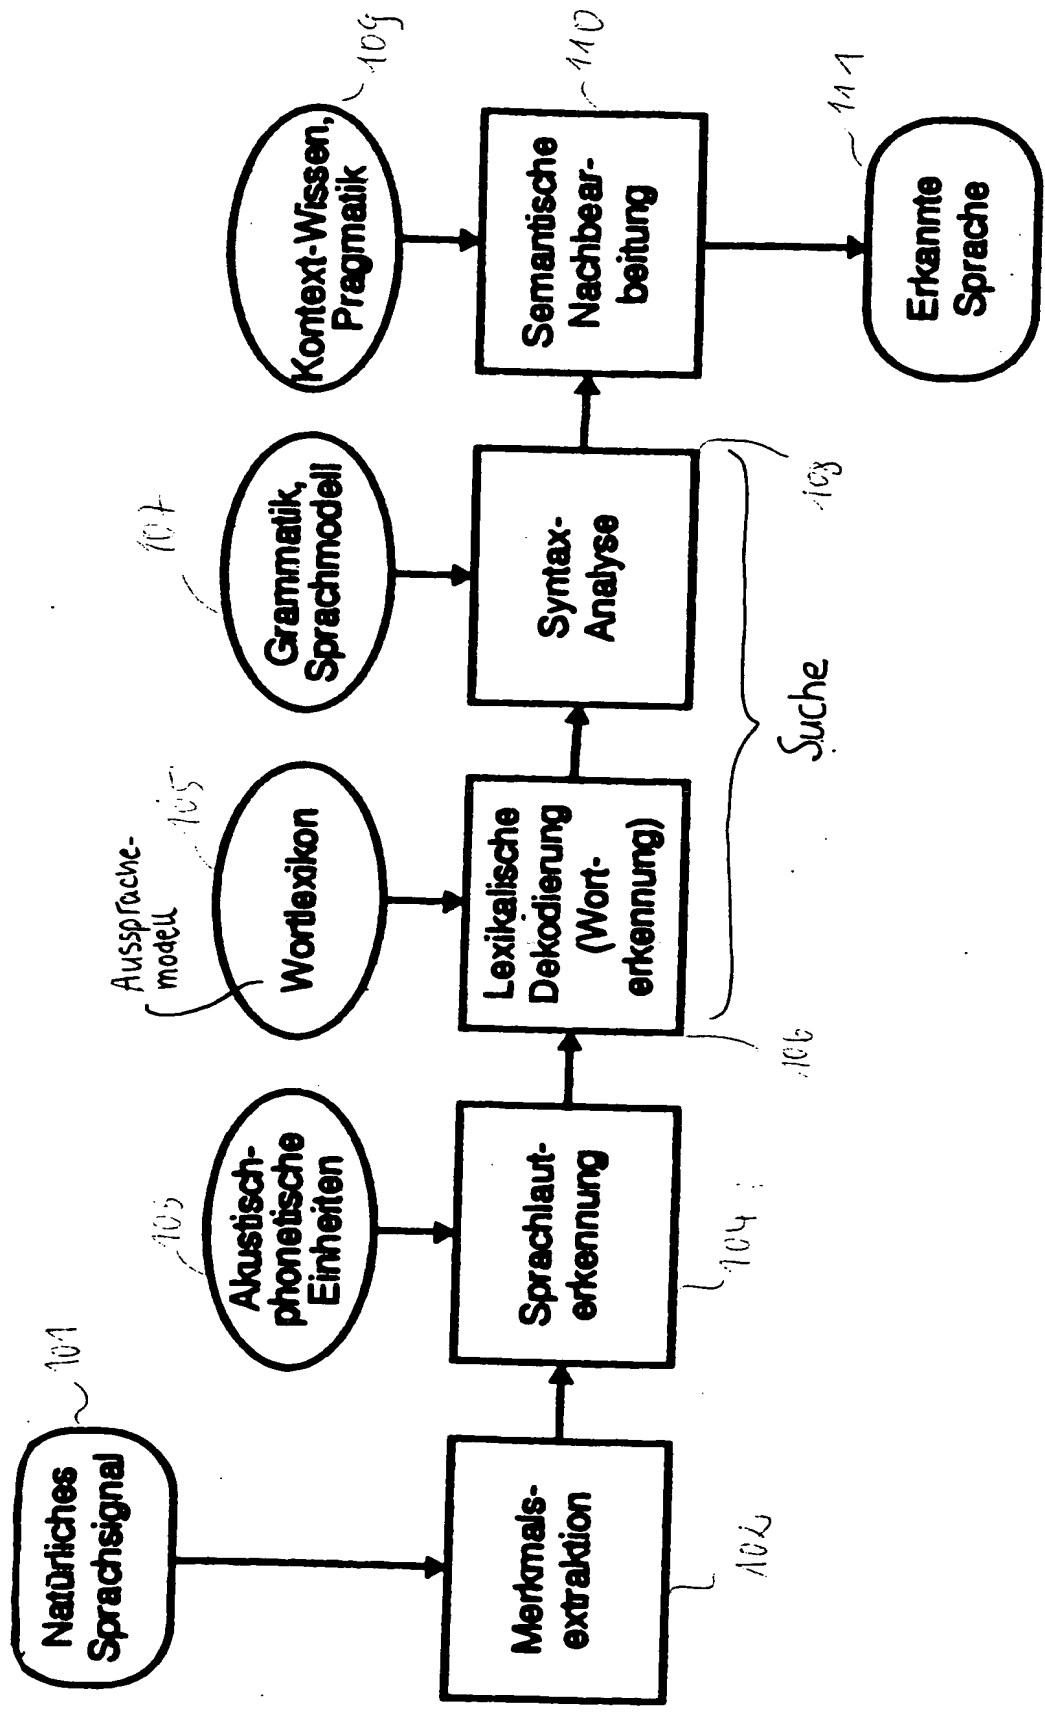 101
Natürliches
Sprachsignal
Merkmals-
extraktion
102
103
Akustisch-
phonetische
Einheiten
Sprachlaut-
erkennung
104
Aussprache-
modell
105
Wortlexikon
Lexikalische
Dekodierung
(Wort-
erkennung)
106
107
Grammatik,
Sprachmodell
Syntax-
Analyse
108
Suche
109
Kontext-Wissen,
Pragmatik
110
Semantische
Nachbear-
beitung
111
Erkannte
Sprache